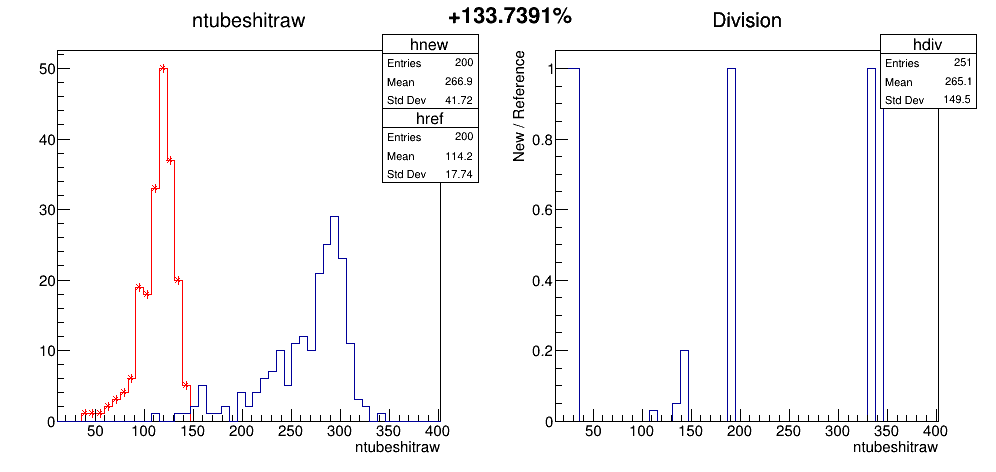 +133.7391%
ntubeshitraw
hnew
Entries 200
Mean 266.9
Std Dev 41.72
href
Entries 200
Mean 114.2
Std Dev 17.74
50
40
30
20
10
0
50 100 150 200 250 300 350 400
ntubeshitraw
Division
hdiv
Entries 251
Mean 265.1
Std Dev 149.5
New / Reference
1
0.8
0.6
0.4
0.2
0
50 100 150 200 250 300 350 400
ntubeshitraw